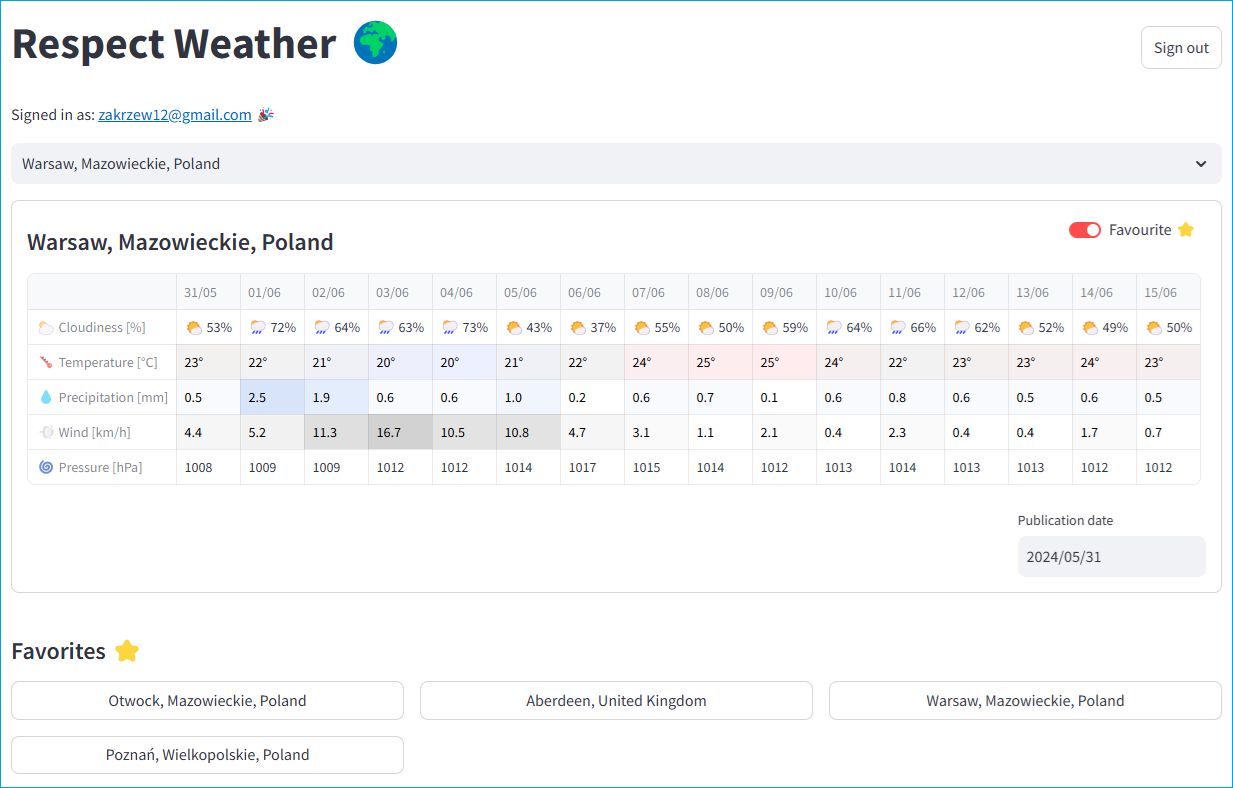 Respect Weather
Sign out
Signed in as: zakrzew12@gmail.com
Warsaw, Mazowieckie, Poland
Warsaw, Mazowieckie, Poland
Favourite
31/05 01/06 02/06 03/06 04/06 05/06 06/06 07/06 08/06 09/06 10/06 11/06 12/06 13/06 14/06 15/06
Cloudiness [%] 53% 72% 64% 63% 73% 43% 37% 55% 50% 59% 64% 66% 62% 52% 49% 50%
Temperature [°C] 23° 22° 21° 20° 20° 21° 22° 24° 25° 25° 24° 22° 23° 23° 24° 23°
Precipitation [mm] 0.5 2.5 1.9 0.6 0.6 1.0 0.2 0.6 0.7 0.1 0.6 0.8 0.6 0.5 0.6 0.5
Wind [km/h] 4.4 5.2 11.3 16.7 10.5 10.8 4.7 3.1 1.1 2.1 0.4 2.3 0.4 0.4 1.7 0.7
Pressure [hPa] 1008 1009 1009 1012 1012 1014 1017 1015 1014 1012 1013 1014 1013 1013 1012 1012
Publication date
2024/05/31
Favorites
Otwock, Mazowieckie, Poland
Aberdeen, United Kingdom
Warsaw, Mazowieckie, Poland
Poznań, Wielkopolskie, Poland